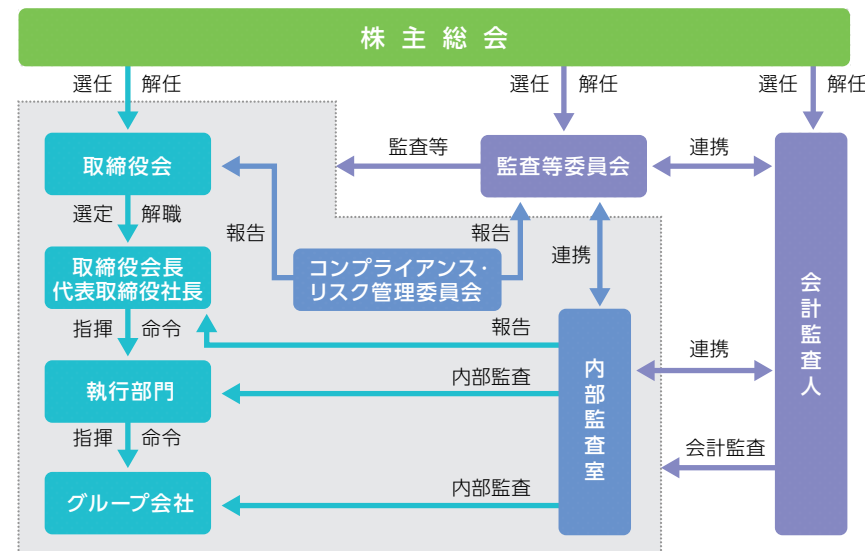 株主総会
選任 解任
選任 解任
選任 解任
取締役会
監査等
監査等委員会
連携
選定 解職
報告
報告
連携
取締役会長
代表取締役社長
コンプライアンス・
リスク管理委員会
会計監査人
指揮 命令
報告
内部監査室
連携
執行部門
内部監査
指揮 命令
会計監査
グループ会社
内部監査